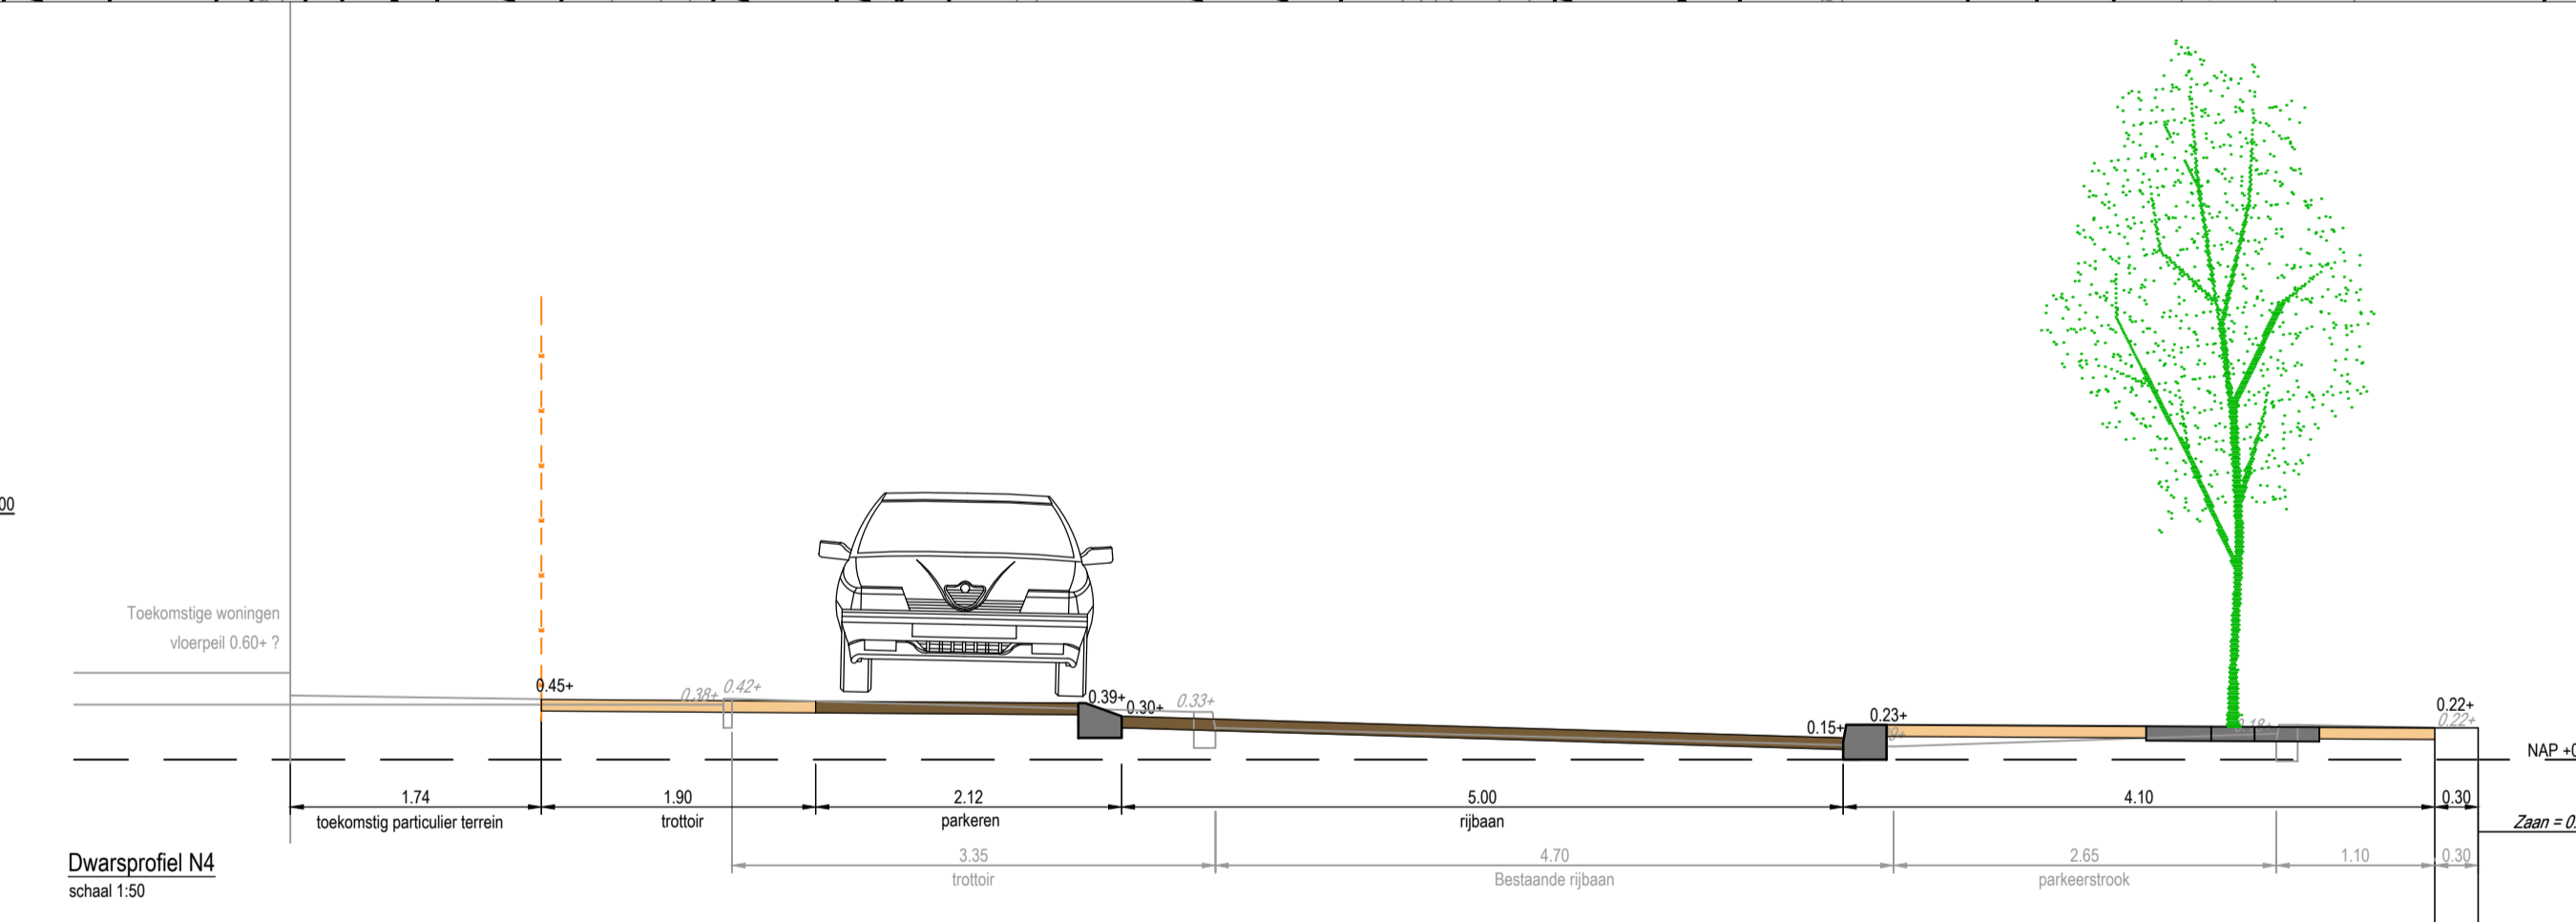 00
Toekomstige woningen
vloerpeil 0.60+ ?
0.45+
0.38+
0.42+
0.39+
0.30+
0.33+
0.15+
0.23+
0.18+
0.22+
0.22+
NAP +0
1.74
1.90
2.12
5.00
4.10
0.30
toekomstig particulier terrein
trottoir
parkeren
rijbaan
Zaan = 0.
3.35
4.70
2.65
1.10
0.30
trottoir
Bestaande rijbaan
parkeerstrook
Dwarsprofiel N4
schaal 1:50